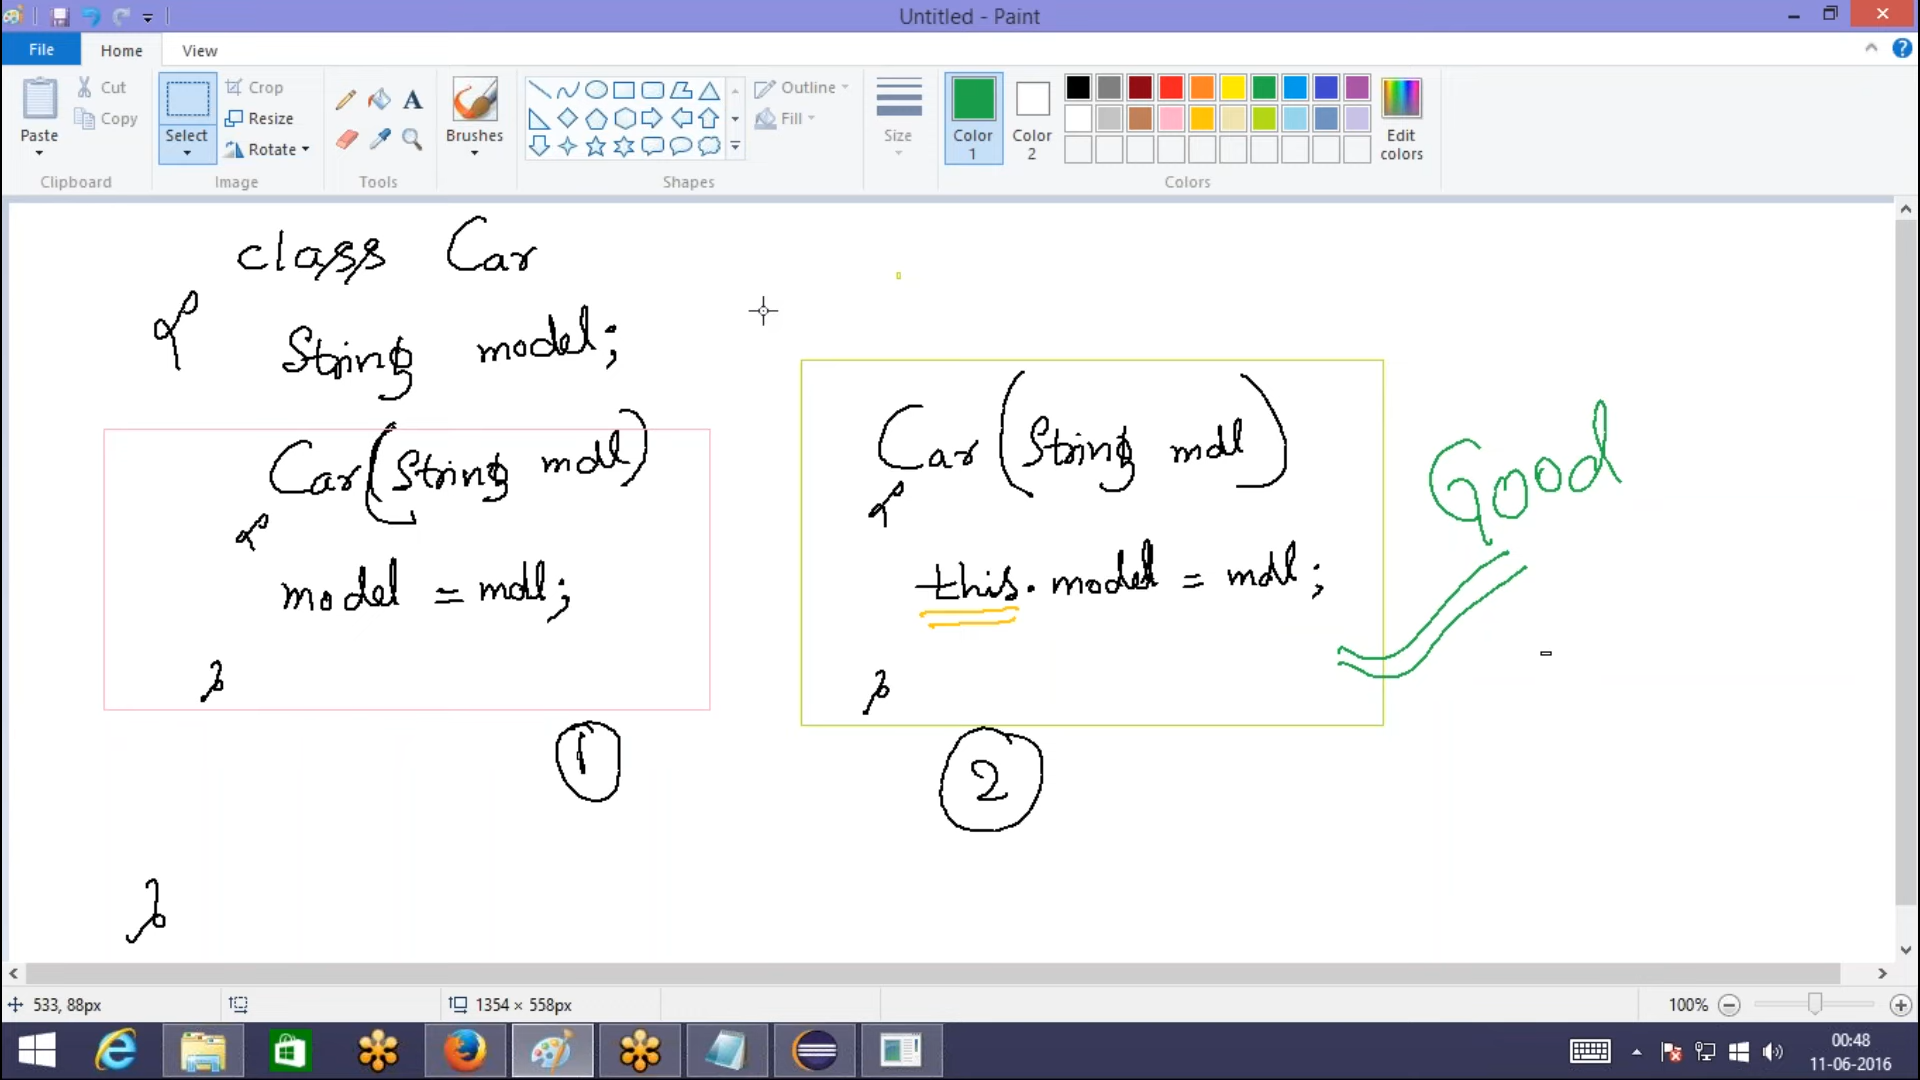 Untitled - Paint
File Home View
Paste
Cut
Copy
Clipboard
Select
Crop
Resize
Rotate
Image
Tools
Brushes
Shapes
Outline
Fill
Size
Color 1
Color 2
Edit colors
Colors
class Car
{
String model;
Car(String mdl)
{
model = mdl;
}
1
Car(String mdl)
{
this.model = mdl;
}
2
Good
}
533, 88px
1354 × 558px
100%
00:48
11-06-2016